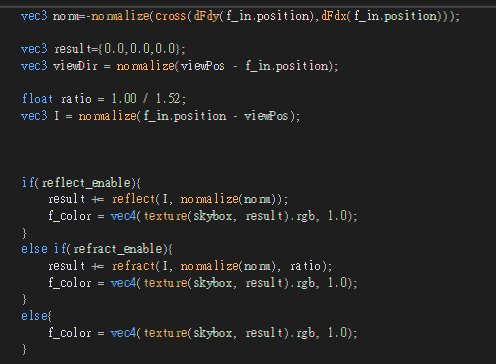 vec3 norm=-normalize(cross(dFdy(f_in.position),dFdx(f_in.position)));
vec3 result={0.0,0.0,0.0};
vec3 viewDir = normalize(viewPos - f_in.position);
float ratio = 1.00 / 1.52;
vec3 I = normalize(f_in.position - viewPos);
if(reflect_enable){
result += reflect(I, normalize(norm));
f_color = vec4(texture(skybox, result).rgb, 1.0);
}
else if(refract_enable){
result += refract(I, normalize(norm), ratio);
f_color = vec4(texture(skybox, result).rgb, 1.0);
}
else{
f_color = vec4(texture(skybox, result).rgb, 1.0);
}